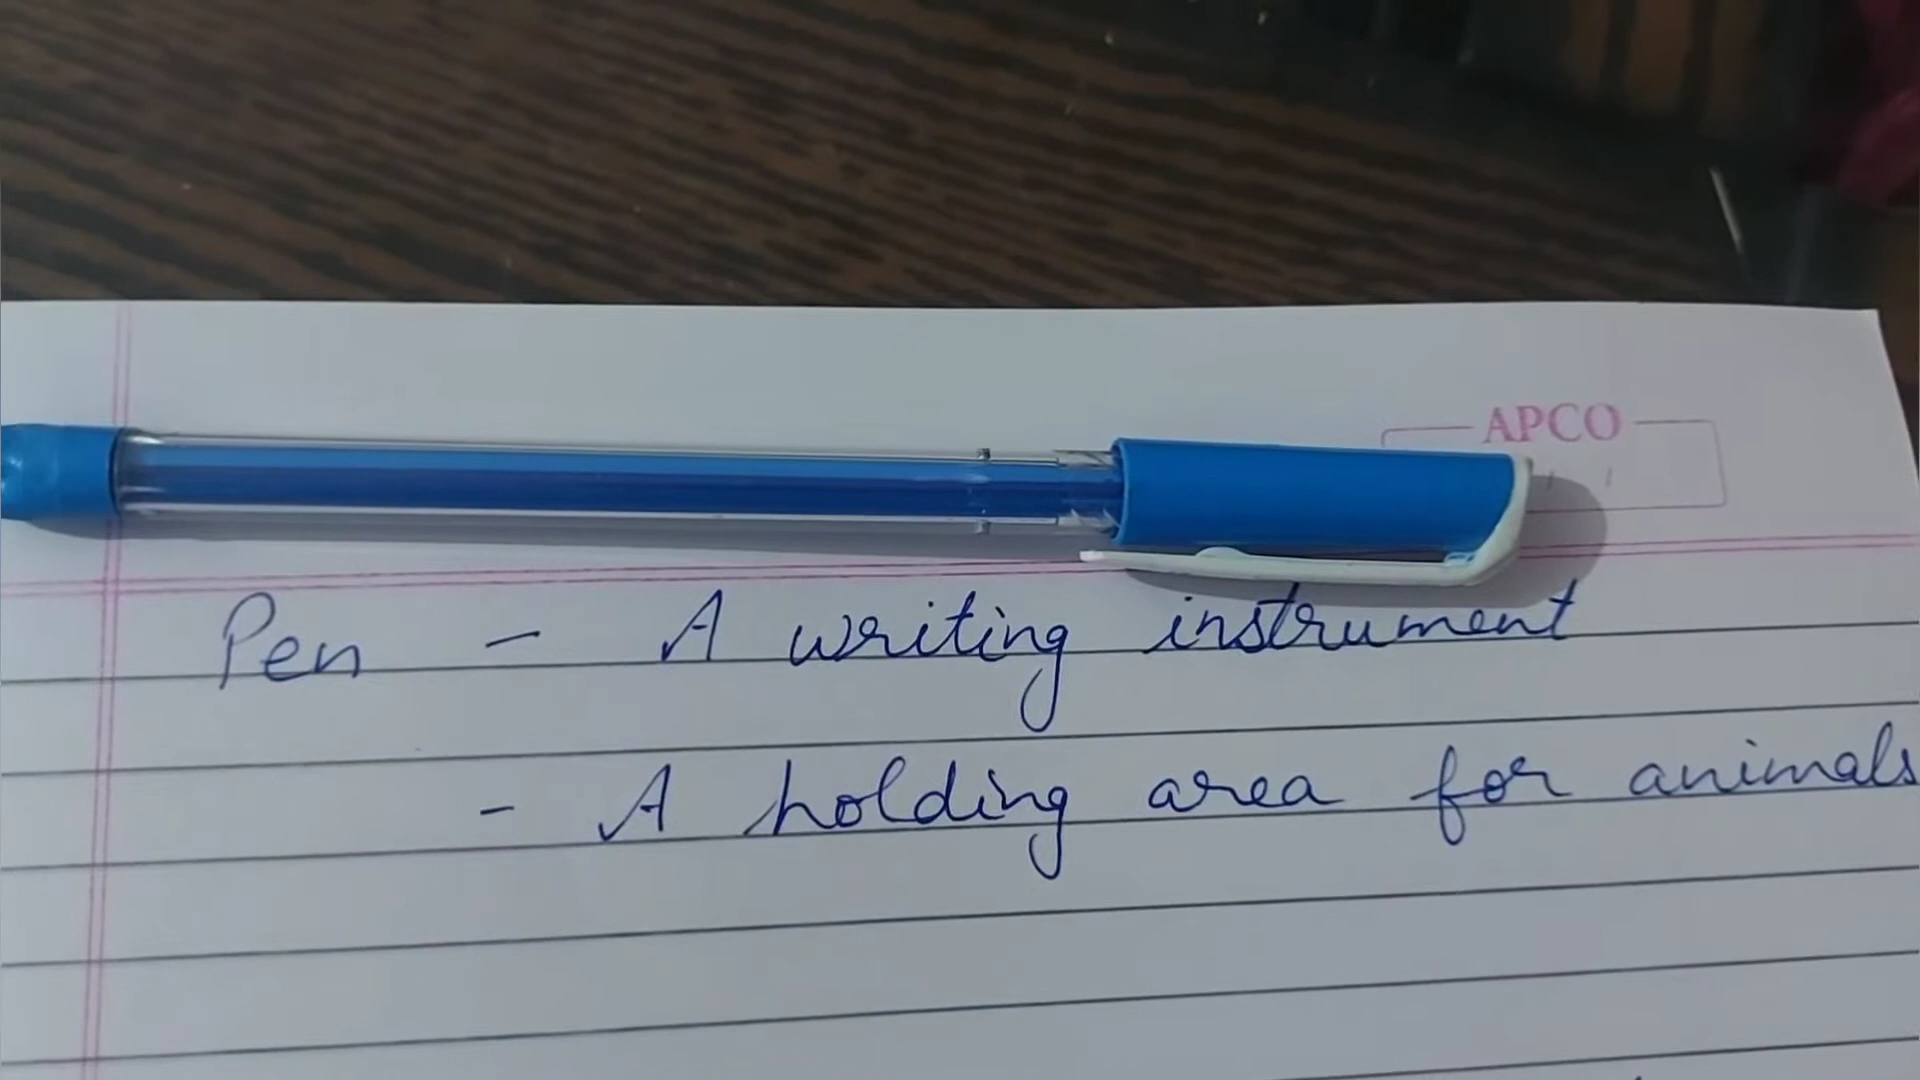 APCO
Pen - A writing instrument
- A holding area for animals